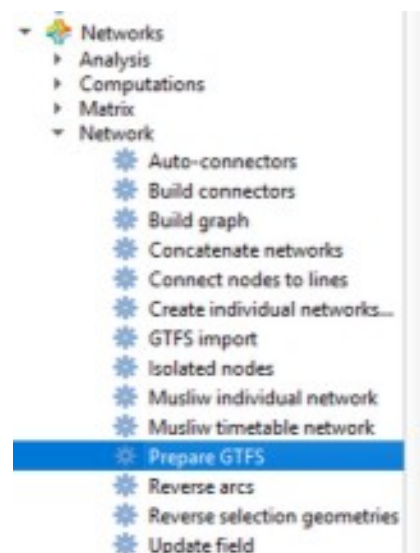 Networks
Analysis
Computations
Matrix
Network
Auto-connectors
Build connectors
Build graph
Concatenate networks
Connect nodes to lines
Create individual networks...
GTFS import
Isolated nodes
Musliw individual network
Musliw timetable network
Prepare GTFS
Reverse arcs
Reverse selection geometries
Update field